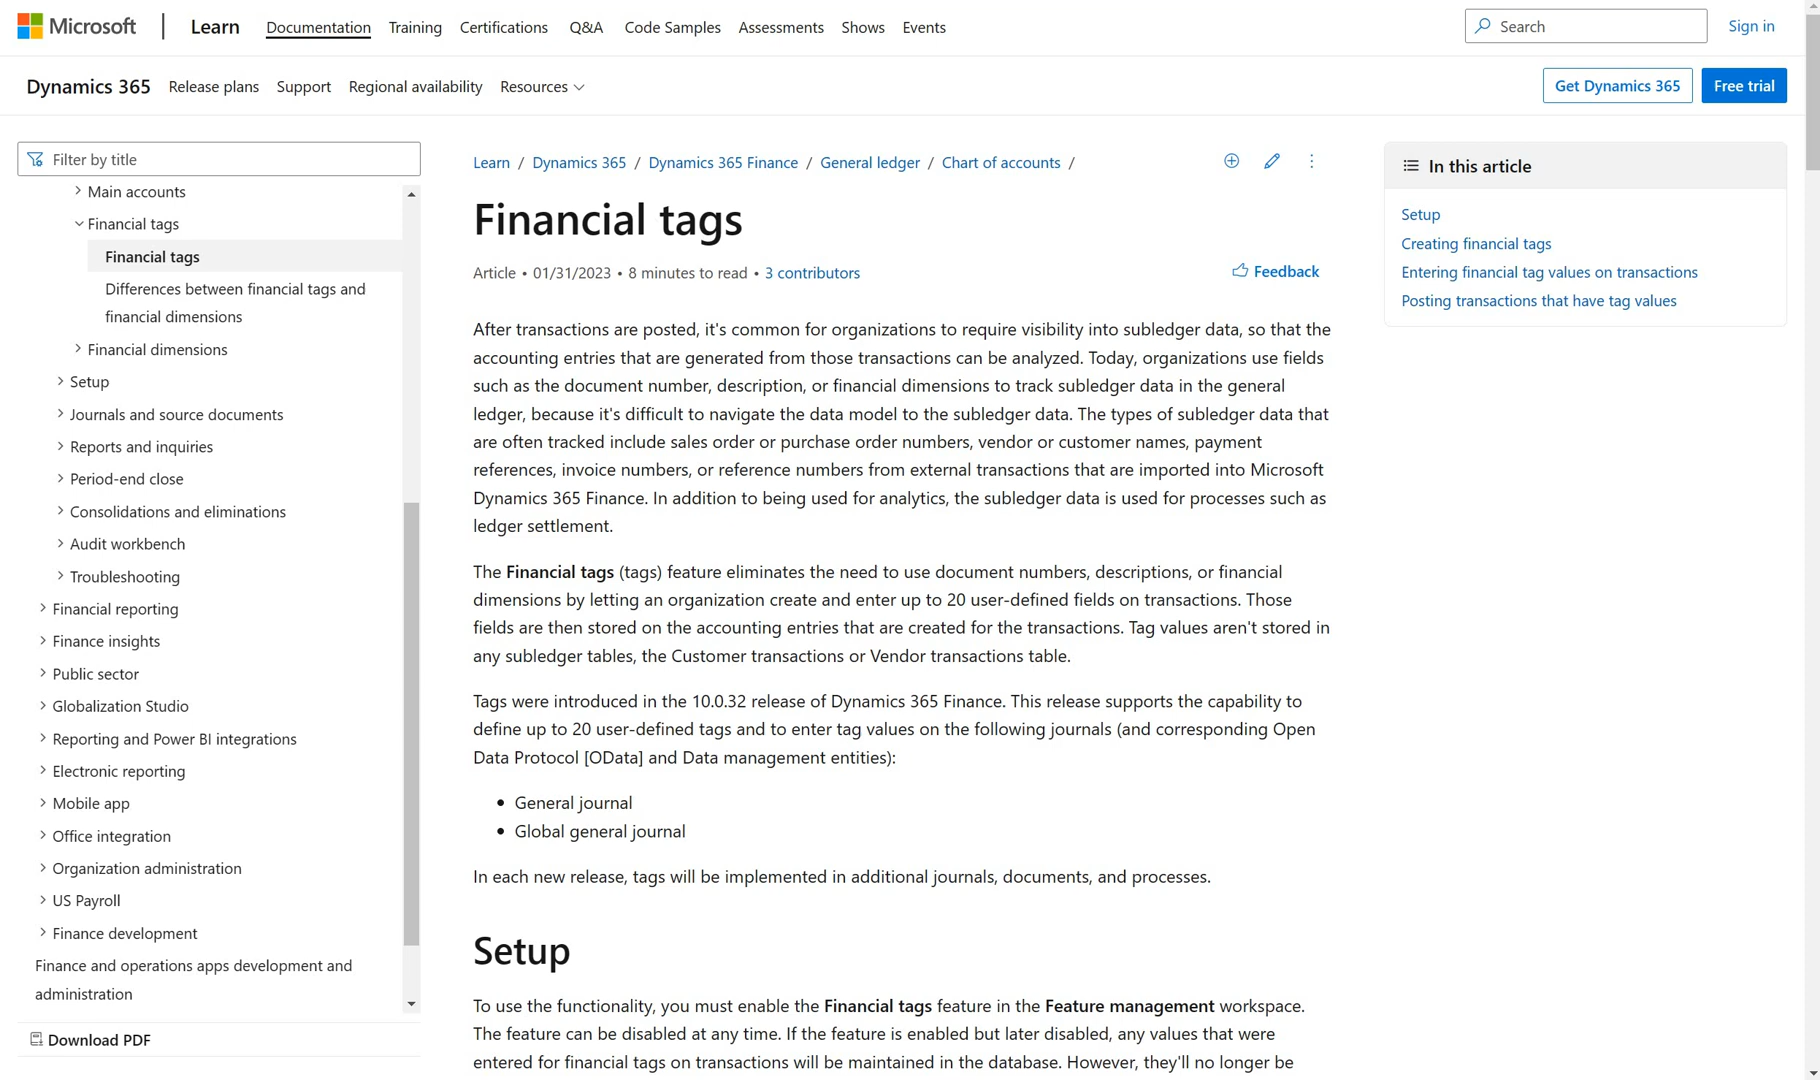 Microsoft
Learn
Documentation
Training
Certifications
Q&A
Code Samples
Assessments
Shows
Events
Search
Sign in
Dynamics 365
Release plans
Support
Regional availability
Resources
Get Dynamics 365
Free trial
Filter by title
Main accounts
Financial tags
Financial tags
Differences between financial tags and
financial dimensions
Financial dimensions
Setup
Journals and source documents
Reports and inquiries
Period-end close
Consolidations and eliminations
Audit workbench
Troubleshooting
Financial reporting
Finance insights
Public sector
Globalization Studio
Reporting and Power BI integrations
Electronic reporting
Mobile app
Office integration
Organization administration
US Payroll
Finance development
Finance and operations apps development and
administration
Download PDF
Learn / Dynamics 365 / Dynamics 365 Finance / General ledger / Chart of accounts /
Financial tags
Article • 01/31/2023 • 8 minutes to read • 3 contributors
Feedback
After transactions are posted, it's common for organizations to require visibility into subledger data, so that the
accounting entries that are generated from those transactions can be analyzed. Today, organizations use fields
such as the document number, description, or financial dimensions to track subledger data in the general
ledger, because it's difficult to navigate the data model to the subledger data. The types of subledger data that
are often tracked include sales order or purchase order numbers, vendor or customer names, payment
references, invoice numbers, or reference numbers from external transactions that are imported into Microsoft
Dynamics 365 Finance. In addition to being used for analytics, the subledger data is used for processes such as
ledger settlement.
The Financial tags (tags) feature eliminates the need to use document numbers, descriptions, or financial
dimensions by letting an organization create and enter up to 20 user-defined fields on transactions. Those
fields are then stored on the accounting entries that are created for the transactions. Tag values aren't stored in
any subledger tables, the Customer transactions or Vendor transactions table.
Tags were introduced in the 10.0.32 release of Dynamics 365 Finance. This release supports the capability to
define up to 20 user-defined tags and to enter tag values on the following journals (and corresponding Open
Data Protocol [OData] and Data management entities):
• General journal
• Global general journal
In each new release, tags will be implemented in additional journals, documents, and processes.
Setup
To use the functionality, you must enable the Financial tags feature in the Feature management workspace.
The feature can be disabled at any time. If the feature is enabled but later disabled, any values that were
entered for financial tags on transactions will be maintained in the database. However, they'll no longer be
In this article
Setup
Creating financial tags
Entering financial tag values on transactions
Posting transactions that have tag values